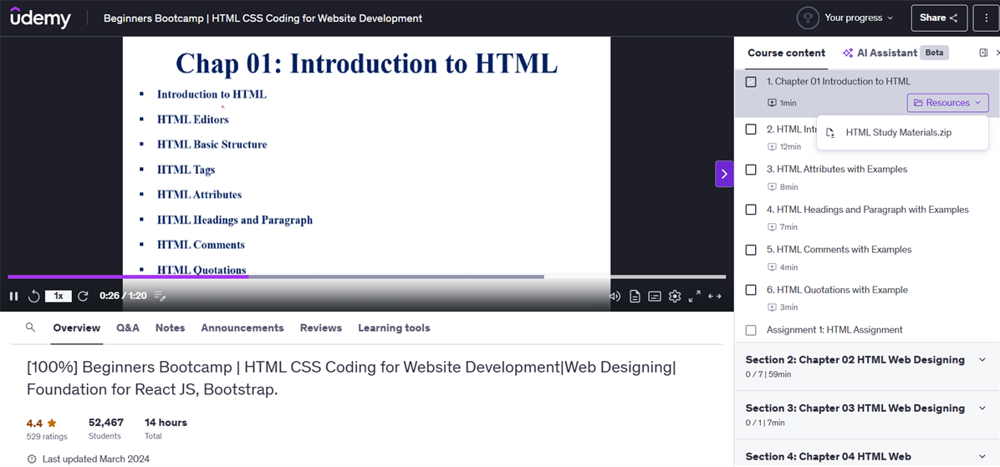 ûdemy
Beginners Bootcamp | HTML CSS Coding for Website Development
Your progress
Share
Chap 01: Introduction to HTML
Introduction to HTML
HTML Editors
HTML Basic Structure
HTML Tags
HTML Attributes
HTML Headings and Paragraph
HTML Comments
HTML Quotations
1x
0:26 / 1:20
Overview Q&A Notes Announcements Reviews Learning tools
[100%] Beginners Bootcamp | HTML CSS Coding for Website Development|Web Designing|
Foundation for React JS, Bootstrap.
4.4 52,467 14 hours
529 ratings Students Total
Last updated March 2024
Course content AI Assistant Beta
1. Chapter 01 Introduction to HTML
1min Resources
HTML Study Materials.zip
2. HTML
12min
3. HTML Attributes with Examples
8min
4. HTML Headings and Paragraph with Examples
7min
5. HTML Comments with Examples
4min
6. HTML Quotations with Example
3min
Assignment 1: HTML Assignment
Section 2: Chapter 02 HTML Web Designing
0 / 7 | 59min
Section 3: Chapter 03 HTML Web Designing
0 / 1 | 7min
Section 4: Chapter 04 HTML Web